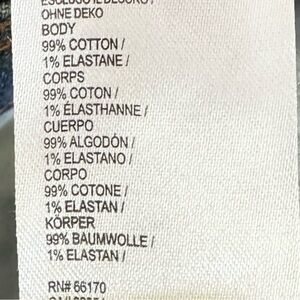 OHNE DEKO
BODY
99% COTTON /
1% ELASTANE /
CORPS
99% COTON /
1% ÉLASTHANNE /
CUERPO
99% ALGODÓN /
1% ELASTANO /
CORPO
99% COTONE /
1% ELASTAN /
KÖRPER
99% BAUMWOLLE /
1% ELASTAN /
RN# 66170